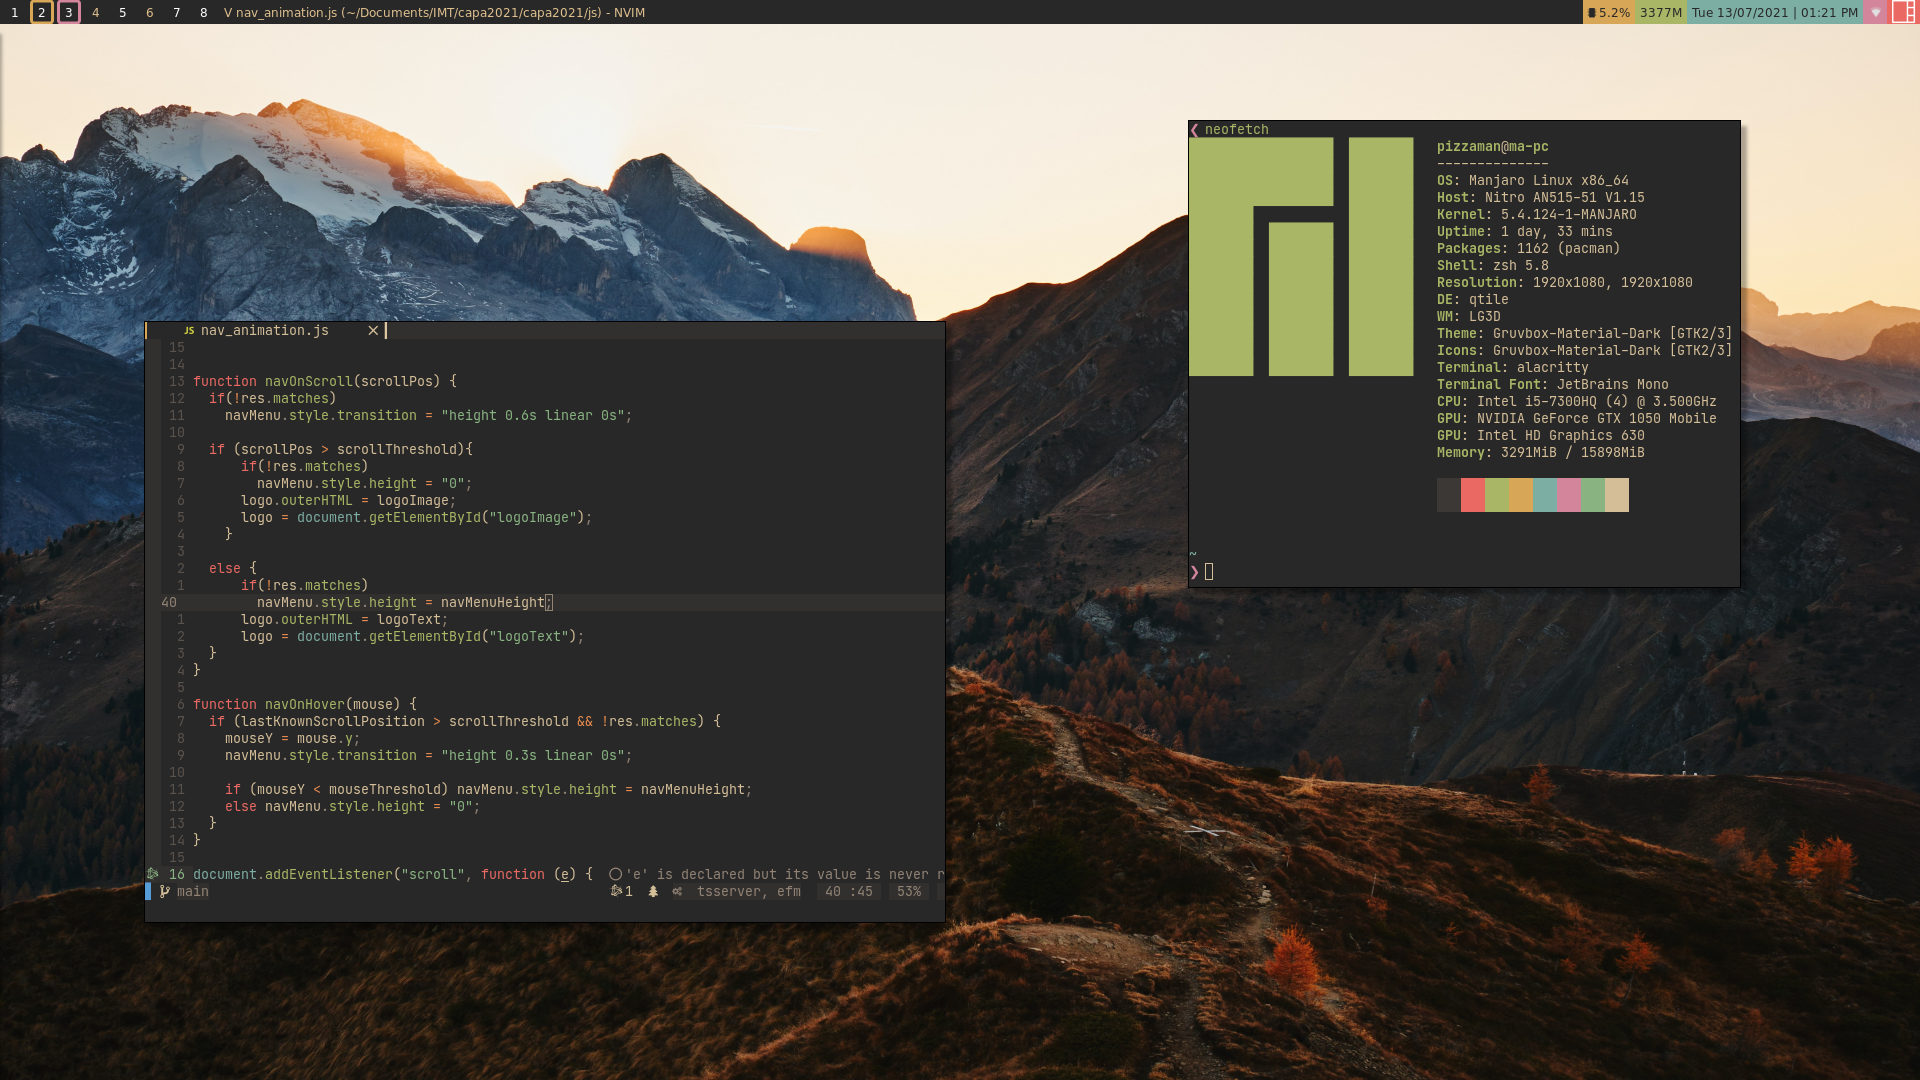 1 2 3 4 5 6 7 8 V nav_animation.js (~/Documents/IMT/capa2021/capa2021/js) - NVIM
5.2% 3377M Tue 13/07/2021 | 01:21 PM
JS nav_animation.js ×
15
14
13 function navOnScroll(scrollPos) {
12   if(!res.matches)
11     navMenu.style.transition = "height 0.6s linear 0s";
10
9   if (scrollPos > scrollThreshold){
8       if(!res.matches)
7         navMenu.style.height = "0";
6       logo.outerHTML = logoImage;
5       logo = document.getElementById("logoImage");
4     }
3
2   else {
1       if(!res.matches)
40         navMenu.style.height = navMenuHeight;
1       logo.outerHTML = logoText;
2       logo = document.getElementById("logoText");
3   }
4 }
5
6 function navOnHover(mouse) {
7   if (lastKnownScrollPosition > scrollThreshold && !res.matches) {
8     mouseY = mouse.y;
9     navMenu.style.transition = "height 0.3s linear 0s";
10
11     if (mouseY < mouseThreshold) navMenu.style.height = navMenuHeight;
12     else navMenu.style.height = "0";
13   }
14 }
15
16 document.addEventListener("scroll", function (e) { 'e' is declared but its value is never r
main 1 tsserver, efm 40 :45 53%
❮ neofetch
pizzaman@ma-pc
--------------
OS: Manjaro Linux x86_64
Host: Nitro AN515-51 V1.15
Kernel: 5.4.124-1-MANJARO
Uptime: 1 day, 33 mins
Packages: 1162 (pacman)
Shell: zsh 5.8
Resolution: 1920x1080, 1920x1080
DE: qtile
WM: LG3D
Theme: Gruvbox-Material-Dark [GTK2/3]
Icons: Gruvbox-Material-Dark [GTK2/3]
Terminal: alacritty
Terminal Font: JetBrains Mono
CPU: Intel i5-7300HQ (4) @ 3.500GHz
GPU: NVIDIA GeForce GTX 1050 Mobile
GPU: Intel HD Graphics 630
Memory: 3291MiB / 15898MiB
~
❯